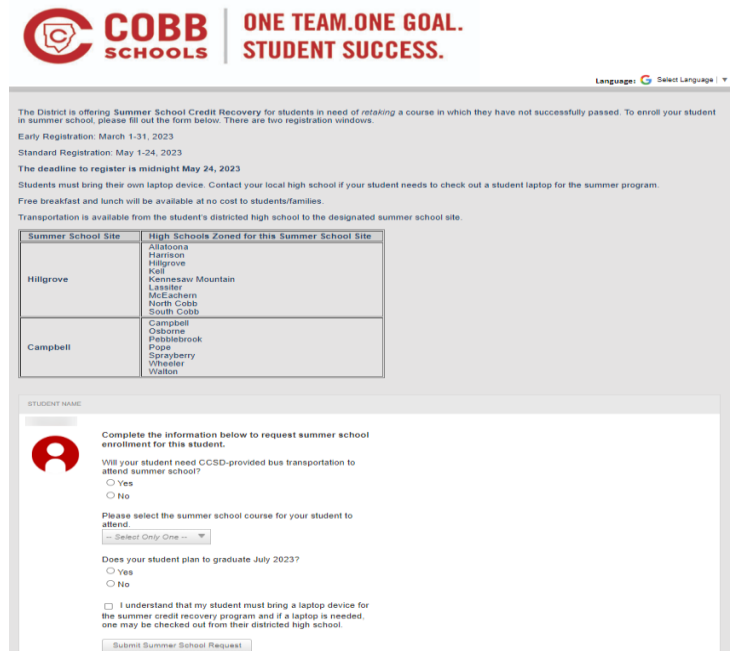 COBB
SCHOOLS
ONE TEAM.ONE GOAL.
STUDENT SUCCESS.
Language: G Select Language | ▼
The District is offering Summer School Credit Recovery for students in need of retaking a course in which they have not successfully passed. To enroll your student
in summer school, please fill out the form below. There are two registration windows.
Early Registration: March 1-31, 2023
Standard Registration: May 1-24, 2023
The deadline to register is midnight May 24, 2023
Students must bring their own laptop device. Contact your local high school if your student needs to check out a student laptop for the summer program.
Free breakfast and lunch will be available at no cost to students/families.
Transportation is available from the student's districted high school to the designated summer school site.
Summer School Site High Schools Zoned for this Summer School Site
Hillgrove
Allatoona
Harrison
Hillgrove
Kell
Kennesaw Mountain
Lassiter
McEachern
North Cobb
South Cobb
Campbell
Campbell
Osborne
Pebblebrook
Pope
Sprayberry
Wheeler
Walton
STUDENT NAME
Complete the information below to request summer school
enrollment for this student.
Will your student need CCSD-provided bus transportation to
attend summer school?
Yes
No
Please select the summer school course for your student to
attend.
-- Select Only One --
Does your student plan to graduate July 2023?
Yes
No
I understand that my student must bring a laptop device for
the summer credit recovery program and if a laptop is needed,
one may be checked out from their districted high school.
Submit Summer School Request